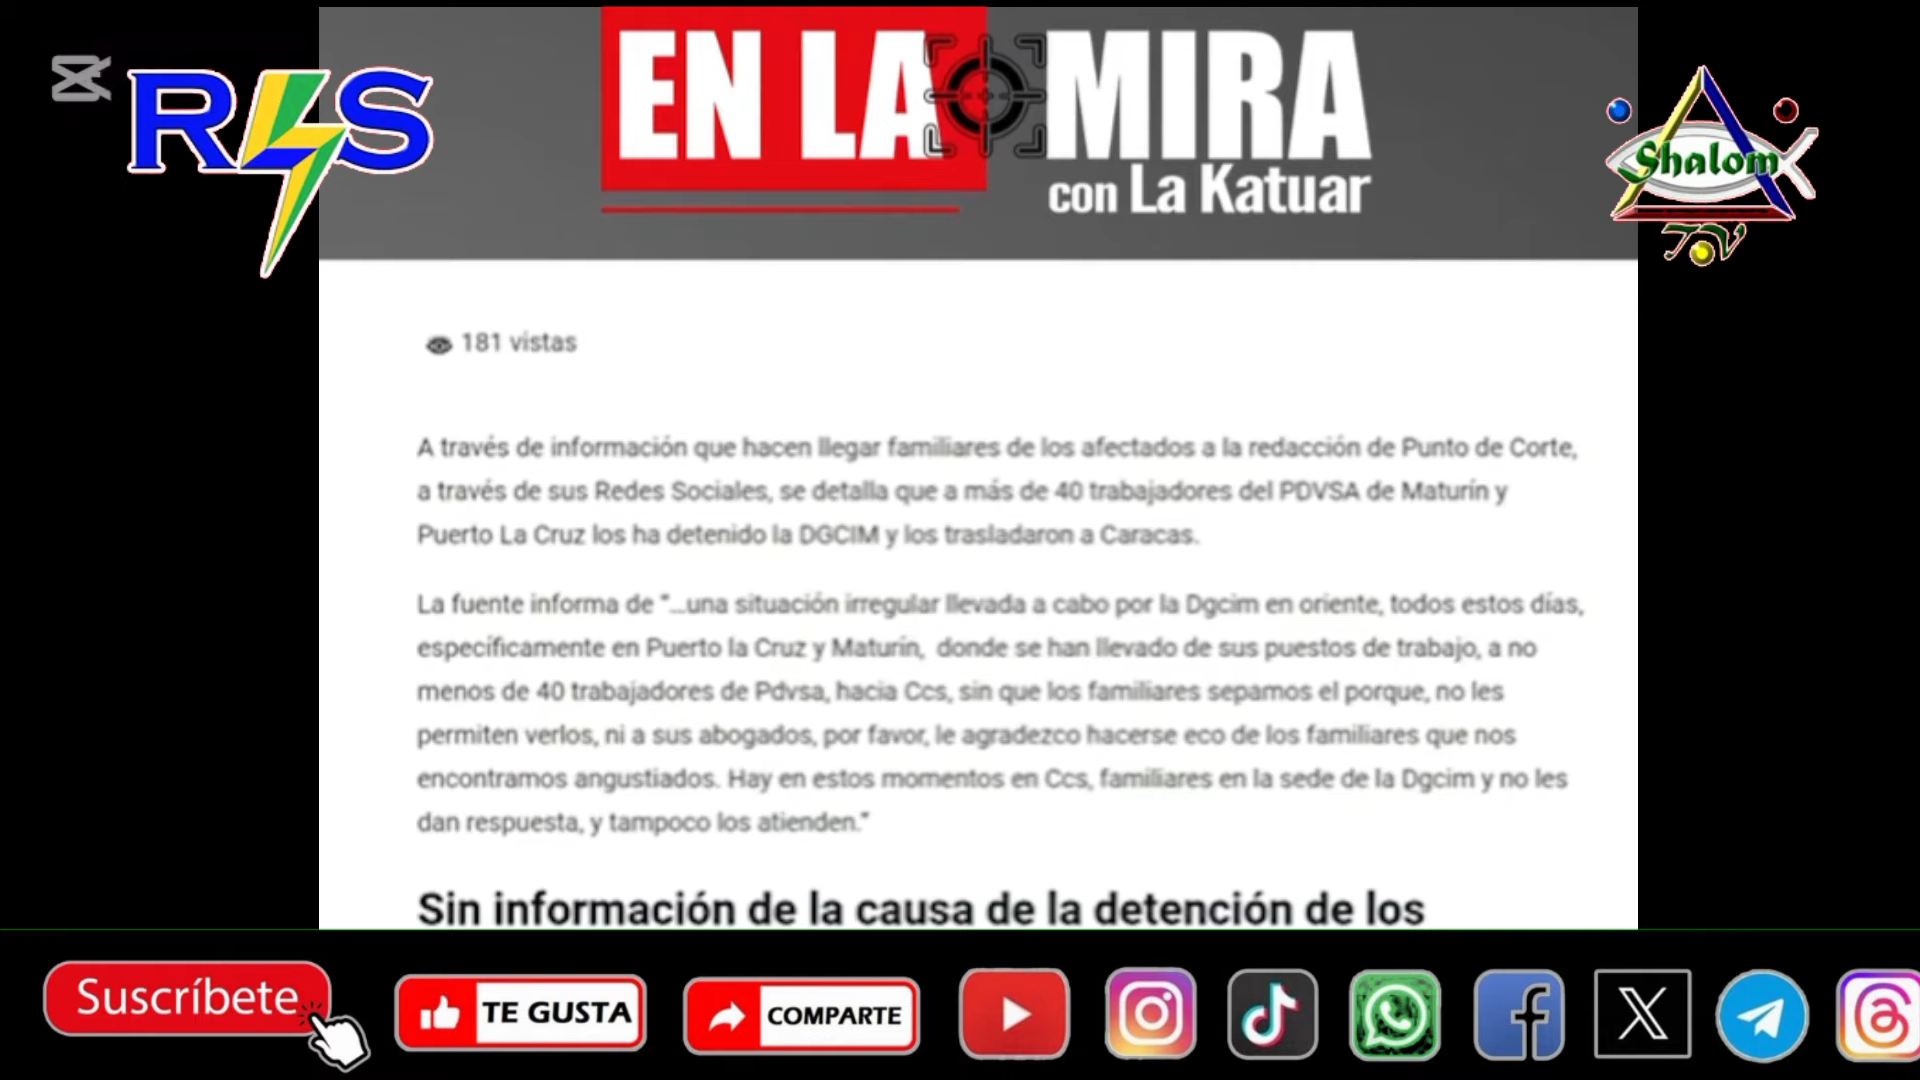 RS
EN LA MIRA
con La Katuar
Shalom
TV
181 vistas
A través de información que hacen llegar familiares de los afectados a la redacción de Punto de Corte,
a través de sus Redes Sociales, se detalla que a más de 40 trabajadores del PDVSA de Maturín y
Puerto La Cruz los ha detenido la DGCIM y los trasladaron a Caracas.
La fuente informa de "...una situación irregular llevada a cabo por la Dgcim en oriente, todos estos días,
específicamente en Puerto la Cruz y Maturin, donde se han llevado de sus puestos de trabajo, a no
menos de 40 trabajadores de Pdvsa, hacia Ccs, sin que los familiares sepamos el porque, no les
permiten verlos, ni a sus abogados, por favor, le agradezco hacerse eco de los familiares que nos
encontramos angustiados. Hay en estos momentos en Ccs, familiares en la sede de la Dgcim y no les
dan respuesta, y tampoco los atienden."
Sin información de la causa de la detención de los
Suscríbete
TE GUSTA
COMPARTE